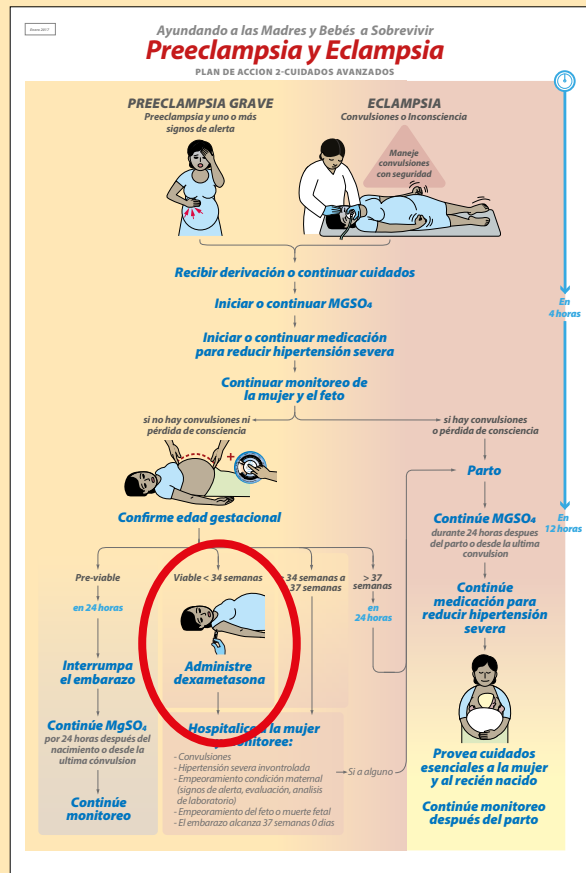 Enero 2017
Ayundando a las Madres y Bebés a Sobrevivir
Preeclampsia y Eclampsia
PLAN DE ACCION 2-CUIDADOS AVANZADOS
PREECLAMPSIA GRAVE
Preeclampsia y uno o más
signos de alerta
ECLAMPSIA
Convulsiones o Inconsciencia
Maneje
convulsiones
con seguridad
Recibir derivación o continuar cuidados
Iniciar o continuar MGSO₄
En
4 horas
Iniciar o continuar medicación
para reducir hipertensión severa
Continuar monitoreo de
la mujer y el feto
si no hay convulsiones ni
pérdida de consciencia
si hay convulsiones
o pérdida de consciencia
+
Confirme edad gestacional
Pre-viable
en 24 horas
Interrumpa
el embarazo
Continúe MgSO₄
por 24 horas después del
nacimiento o desde la
ultima cónvulsion
Continúe
monitoreo
Viable < 34 semanas
Administre
dexametasona
34 semanas a
37 semanas
> 37
semanas
en
24 horas
Hospitalice a la mujer
monitoree:
- Convulsiones
- Hipertensión severa invontrolada
- Empeoramiento condición maternal
(signos de alerta, evaluación, analisis
de laboratorio)
- Empeoramiento del feto o muerte fetal
- El embarazo alcanza 37 semanas 0 dias
Si a alguno
Parto
En
12 horas
Continúe MGSO₄
durante 24 horas despues
del parto o desde la ultima
convulsion
Continúe
medicación para
reducir hipertensión
severa
Provea cuidados
esenciales a la mujer
y al recién nacido
Continúe monitoreo
después del parto